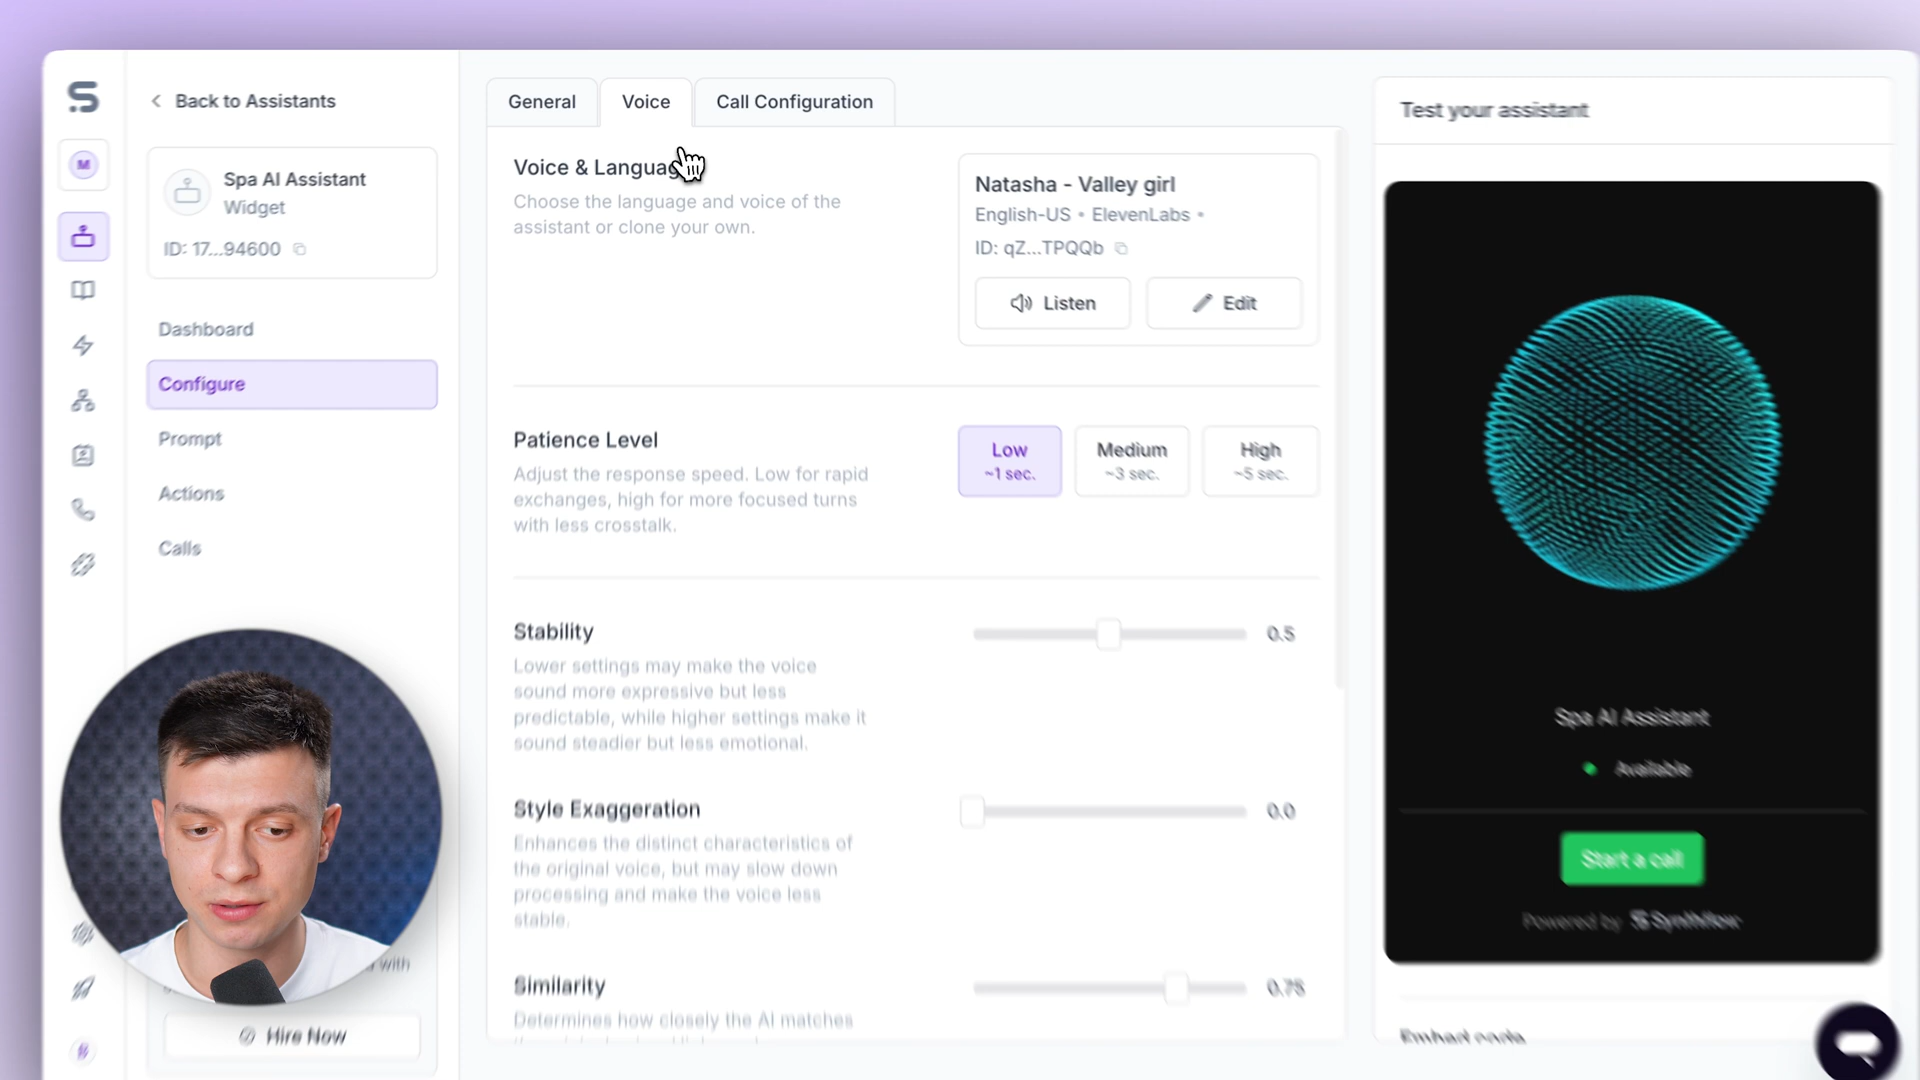 Back to Assistants
M
Spa AI Assistant
Widget
ID: 17...94600
Dashboard
Configure
Prompt
Actions
Calls
with
Hire Now
General
Voice
Call Configuration
Voice & Languag
Choose the language and voice of the
assistant or clone your own.
Natasha - Valley girl
English-US • ElevenLabs •
ID: qZ...TPQQb
Listen
Edit
Patience Level
Adjust the response speed. Low for rapid
exchanges, high for more focused turns
with less crosstalk.
Low
~1 sec.
Medium
~3 sec.
High
~5 sec.
Stability
Lower settings may make the voice
sound more expressive but less
predictable, while higher settings make it
sound steadier but less emotional.
0.5
Style Exaggeration
Enhances the distinct characteristics of
the original voice, but may slow down
processing and make the voice less
stable.
0.0
Similarity
Determines how closely the AI matches
0.75
Test your assistant
Spa AI Assistant
Available
Start a call
Powered by Synthflow
Embed code